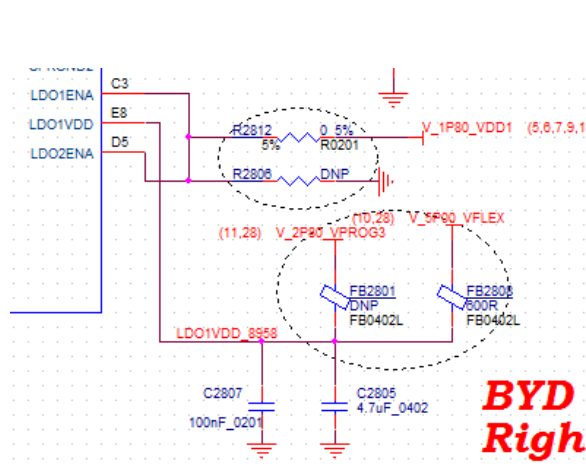 LDO1ENA
C3
LDO1VDD
E8
LDO2ENA
D5
R2812
0_5%
5%
R0201
V_1P80_VDD1
(5,6,7,9,1
R2806
DNP
(11,28)
V_2P80_VPROG3
(10,28)
V_5P00_VFLEX
FB2801
DNP
FB0402L
FB2808
600R
FB0402L
LDO1VDD_8958
C2807
100nF_0201
C2805
4.7uF_0402
BYD
Righ